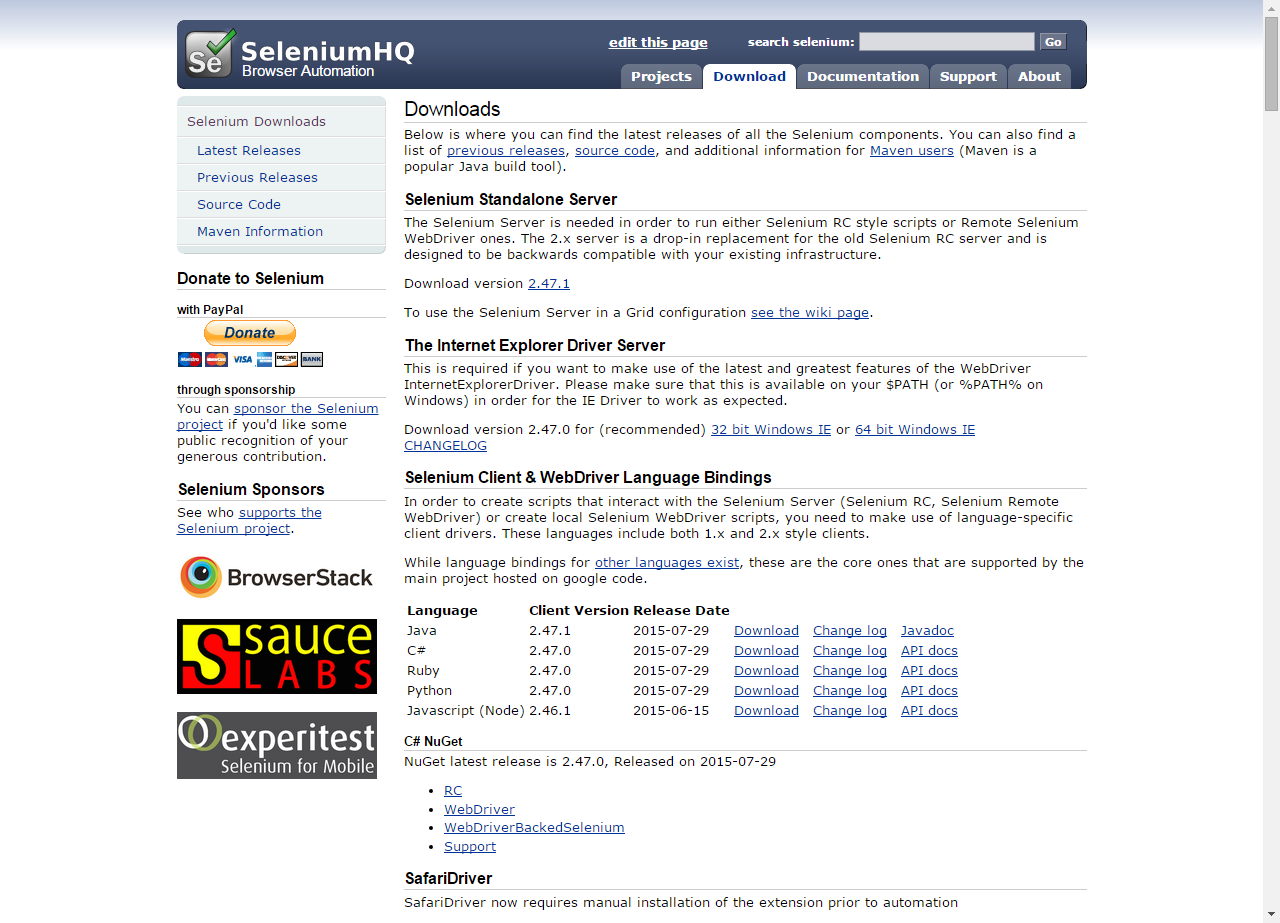 Se SeleniumHQ
Browser Automation
edit this page
search selenium: Go
Projects Download Documentation Support About
Selenium Downloads
Latest Releases
Previous Releases
Source Code
Maven Information
Donate to Selenium
with PayPal
Donate
Maestro MasterCard VISA DISCOVER BANK
through sponsorship
You can sponsor the Selenium
project if you'd like some
public recognition of your
generous contribution.
Selenium Sponsors
See who supports the
Selenium project.
BrowserStack
sauce
LABS
experitest
Selenium for Mobile
Downloads
Below is where you can find the latest releases of all the Selenium components. You can also find a
list of previous releases, source code, and additional information for Maven users (Maven is a
popular Java build tool).
Selenium Standalone Server
The Selenium Server is needed in order to run either Selenium RC style scripts or Remote Selenium
WebDriver ones. The 2.x server is a drop-in replacement for the old Selenium RC server and is
designed to be backwards compatible with your existing infrastructure.
Download version 2.47.1
To use the Selenium Server in a Grid configuration see the wiki page.
The Internet Explorer Driver Server
This is required if you want to make use of the latest and greatest features of the WebDriver
InternetExplorerDriver. Please make sure that this is available on your $PATH (or %PATH% on
Windows) in order for the IE Driver to work as expected.
Download version 2.47.0 for (recommended) 32 bit Windows IE or 64 bit Windows IE
CHANGELOG
Selenium Client & WebDriver Language Bindings
In order to create scripts that interact with the Selenium Server (Selenium RC, Selenium Remote
WebDriver) or create local Selenium WebDriver scripts, you need to make use of language-specific
client drivers. These languages include both 1.x and 2.x style clients.
While language bindings for other languages exist, these are the core ones that are supported by the
main project hosted on google code.
Language Client Version Release Date
Java 2.47.1 2015-07-29 Download Change log Javadoc
C# 2.47.0 2015-07-29 Download Change log API docs
Ruby 2.47.0 2015-07-29 Download Change log API docs
Python 2.47.0 2015-07-29 Download Change log API docs
Javascript (Node) 2.46.1 2015-06-15 Download Change log API docs
C# NuGet
NuGet latest release is 2.47.0, Released on 2015-07-29
RC
WebDriver
WebDriverBackedSelenium
Support
SafariDriver
SafariDriver now requires manual installation of the extension prior to automation